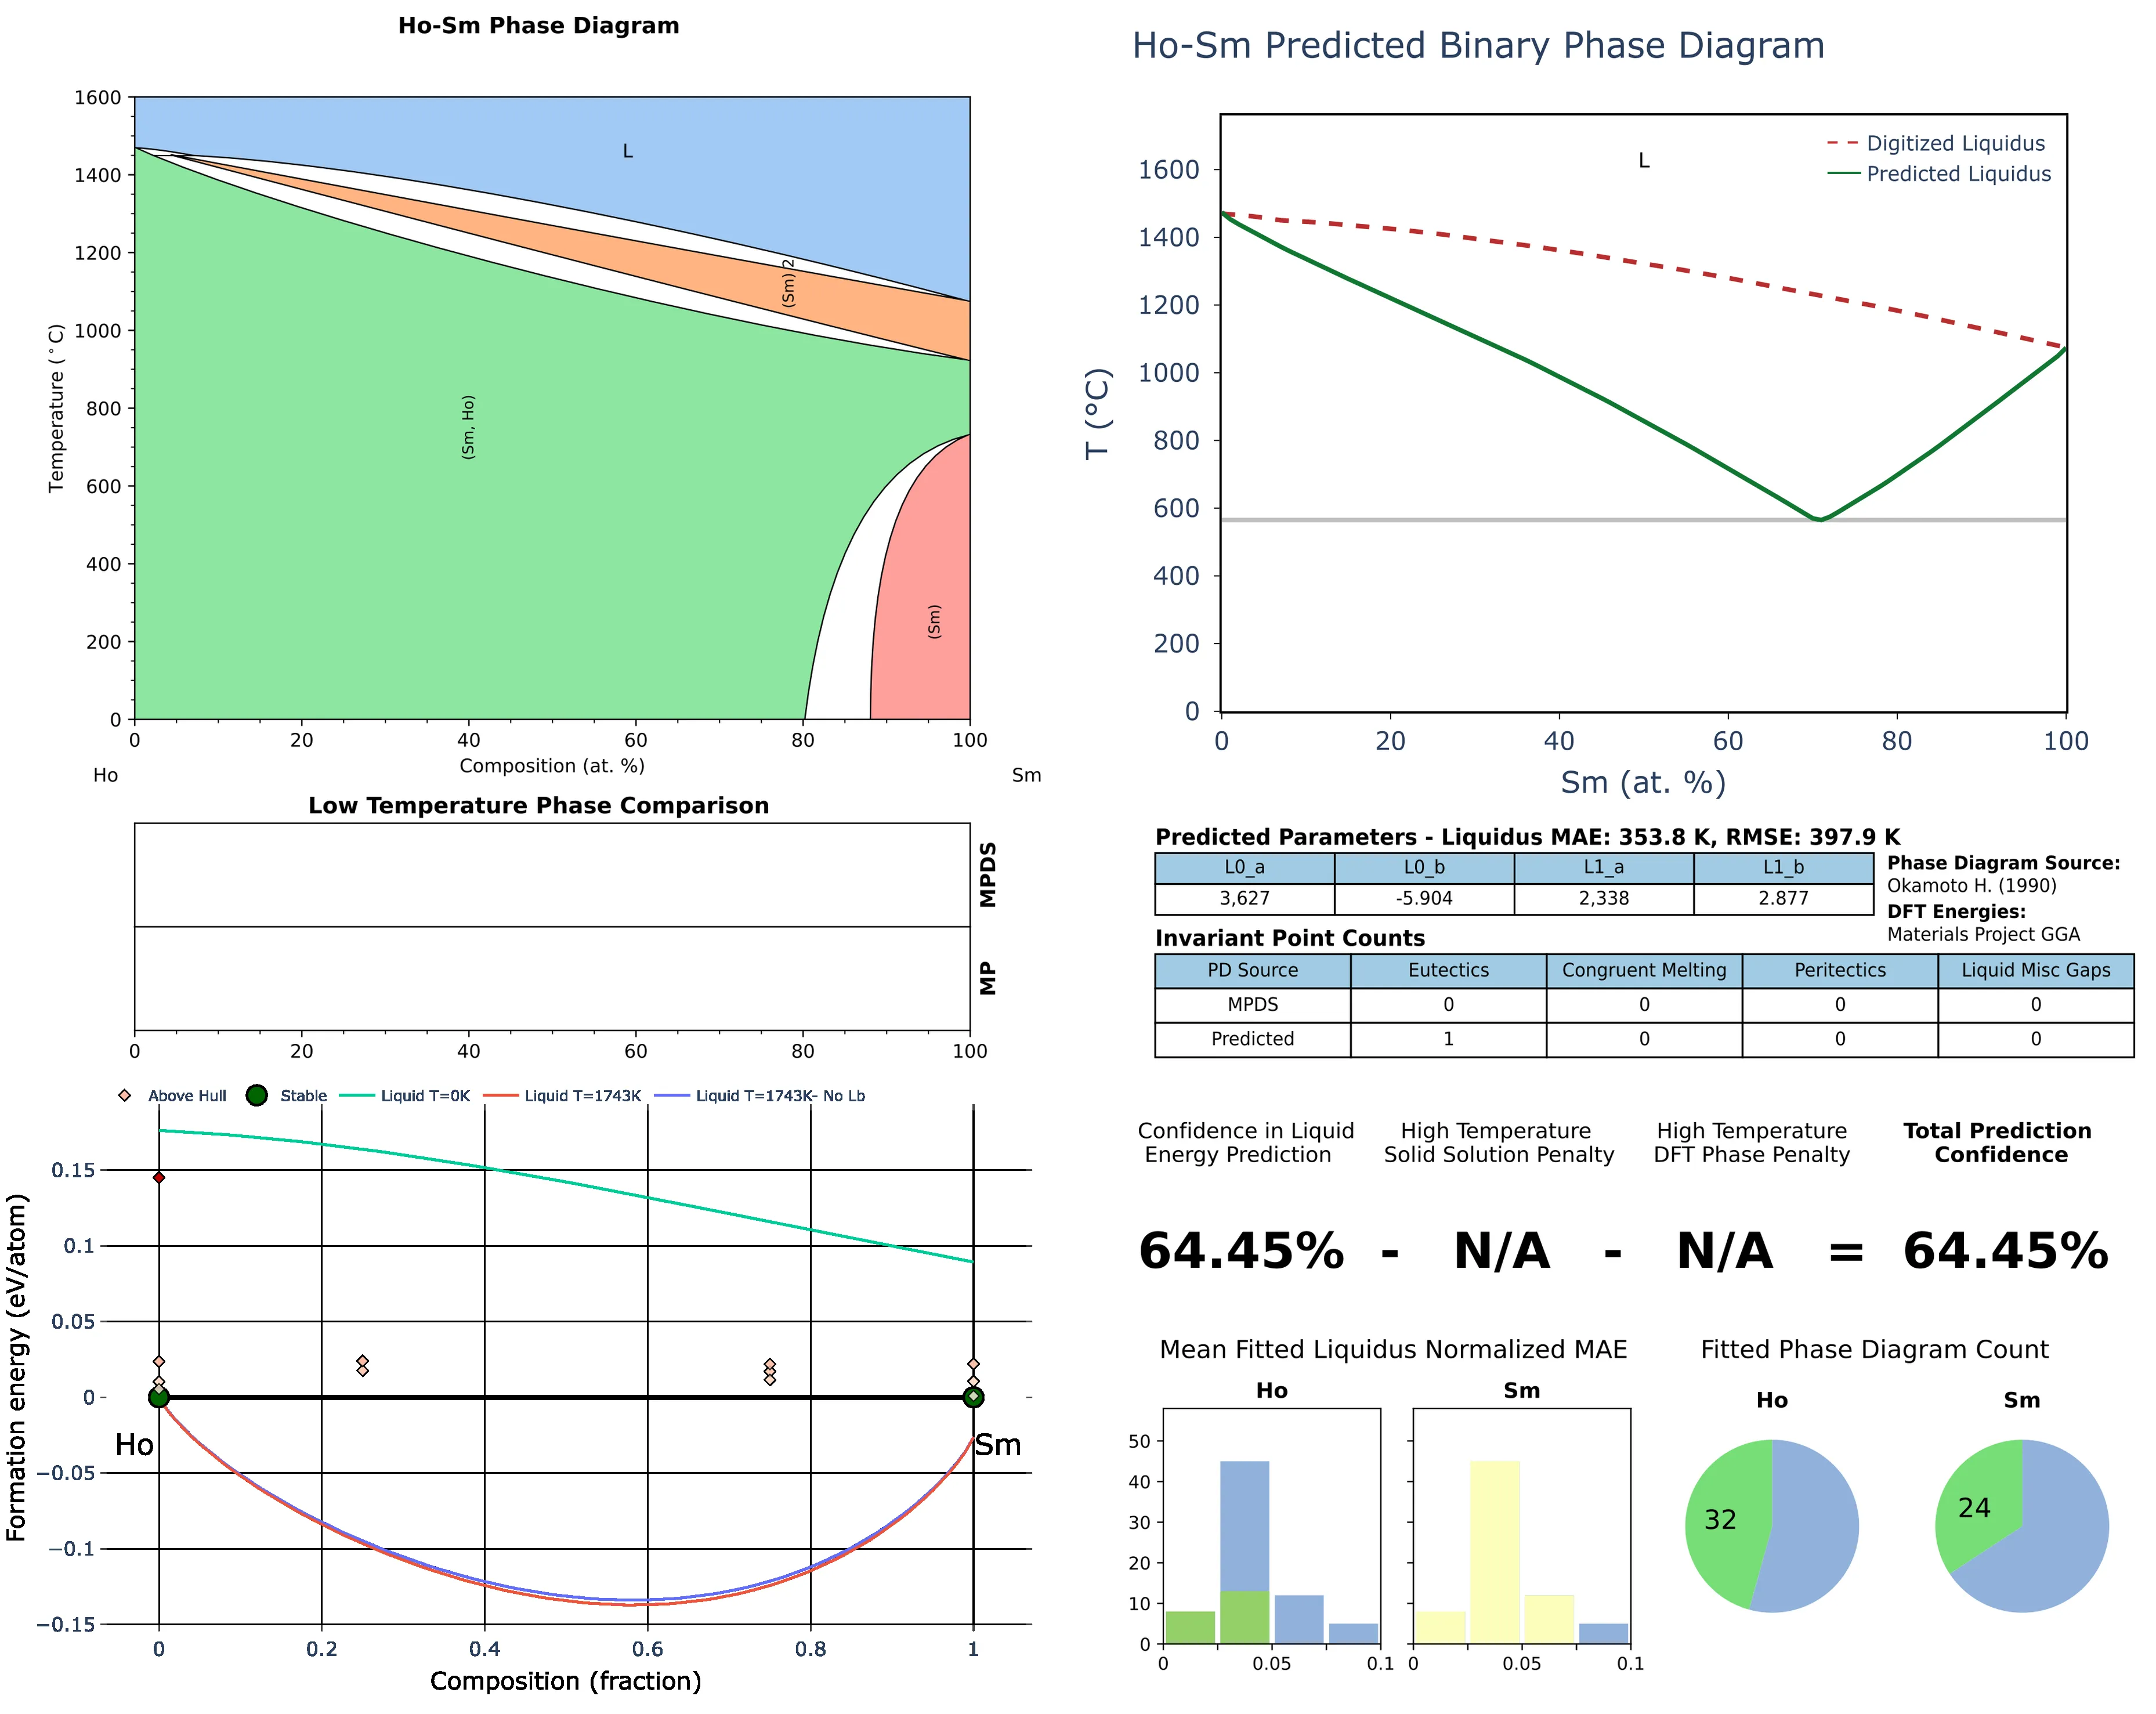 Ho-Sm Phase Diagram
1600
1400
1200
1000
800
600
400
200
0
Temperature (°C)
L
(Sm) 2
(Sm, Ho)
(Sm)
0 20 40 60 80 100
Composition (at. %)
Ho Sm
Low Temperature Phase Comparison
MPDS
MP
0 20 40 60 80 100
Above Hull Stable Liquid T=0K Liquid T=1743K Liquid T=1743K- No Lb
0.15
0.1
0.05
0
−0.05
−0.1
−0.15
Formation energy (eV/atom)
Ho Sm
0 0.2 0.4 0.6 0.8 1
Composition (fraction)
Ho-Sm Predicted Binary Phase Diagram
L
Digitized Liquidus
Predicted Liquidus
1600
1400
1200
1000
800
600
400
200
0
T (°C)
0 20 40 60 80 100
Sm (at. %)
Predicted Parameters - Liquidus MAE: 353.8 K, RMSE: 397.9 K
L0_a L0_b L1_a L1_b
3,627 -5.904 2,338 2.877
Phase Diagram Source:
Okamoto H. (1990)
DFT Energies:
Materials Project GGA
Invariant Point Counts
PD Source Eutectics Congruent Melting Peritectics Liquid Misc Gaps
MPDS 0 0 0 0
Predicted 1 0 0 0
Confidence in Liquid
Energy Prediction
High Temperature
Solid Solution Penalty
High Temperature
DFT Phase Penalty
Total Prediction
Confidence
64.45% - N/A - N/A = 64.45%
Mean Fitted Liquidus Normalized MAE
Ho Sm
50
40
30
20
10
0
0 0.05 0.1
0 0.05 0.1
Fitted Phase Diagram Count
Ho Sm
32 24